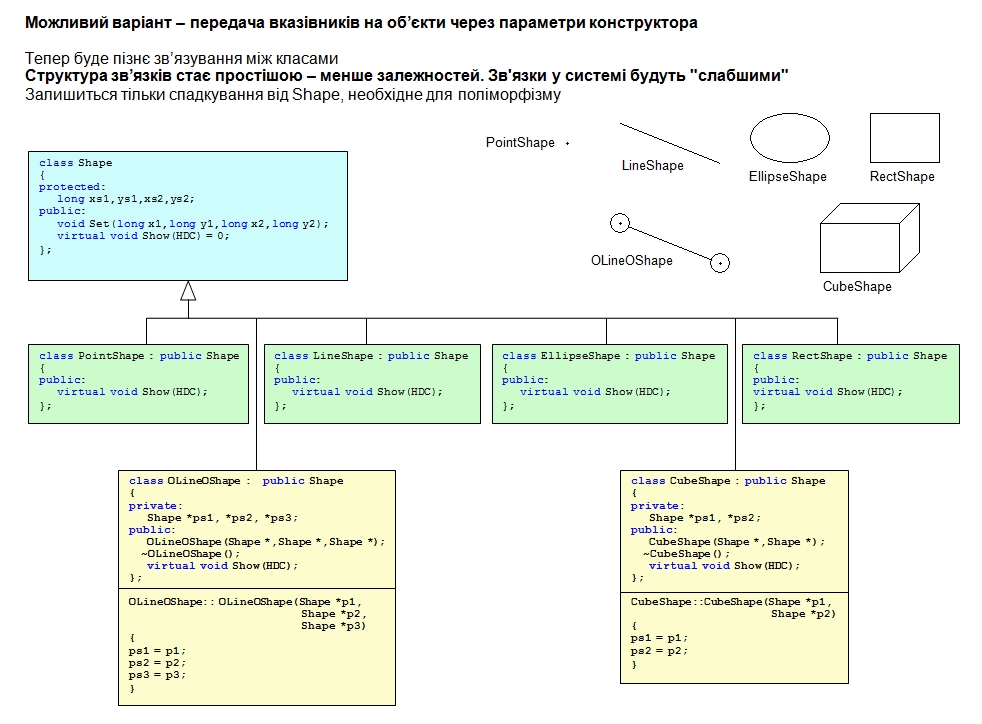 Можливий варіант – передача вказівників на об’єкти через параметри конструктора
Тепер буде пізнє зв’язування між класами
Структура зв’язків стає простішою – менше залежностей. Зв'язки у системі будуть "слабшими"
Залишиться тільки спадкування від Shape, необхідне для поліморфізму
PointShape
LineShape
EllipseShape
RectShape
OLineOShape
CubeShape
class Shape
{
protected:
long xs1,ys1,xs2,ys2;
public:
void Set(long x1,long y1,long x2,long y2);
virtual void Show(HDC) = 0;
};
class PointShape : public Shape
{
public:
virtual void Show(HDC);
};
class LineShape : public Shape
{
public:
virtual void Show(HDC);
};
class EllipseShape : public Shape
{
public:
virtual void Show(HDC);
};
class RectShape : public Shape
{
public:
virtual void Show(HDC);
};
class OLineOShape : public Shape
{
private:
Shape *ps1, *ps2, *ps3;
public:
OLineOShape(Shape *,Shape *,Shape *);
~OLineOShape();
virtual void Show(HDC);
};
OLineOShape:: OLineOShape(Shape *p1,
Shape *p2,
Shape *p3)
{
ps1 = p1;
ps2 = p2;
ps3 = p3;
}
class CubeShape : public Shape
{
private:
Shape *ps1, *ps2;
public:
CubeShape(Shape *,Shape *);
~CubeShape();
virtual void Show(HDC);
};
CubeShape::CubeShape(Shape *p1,
Shape *p2)
{
ps1 = p1;
ps2 = p2;
}